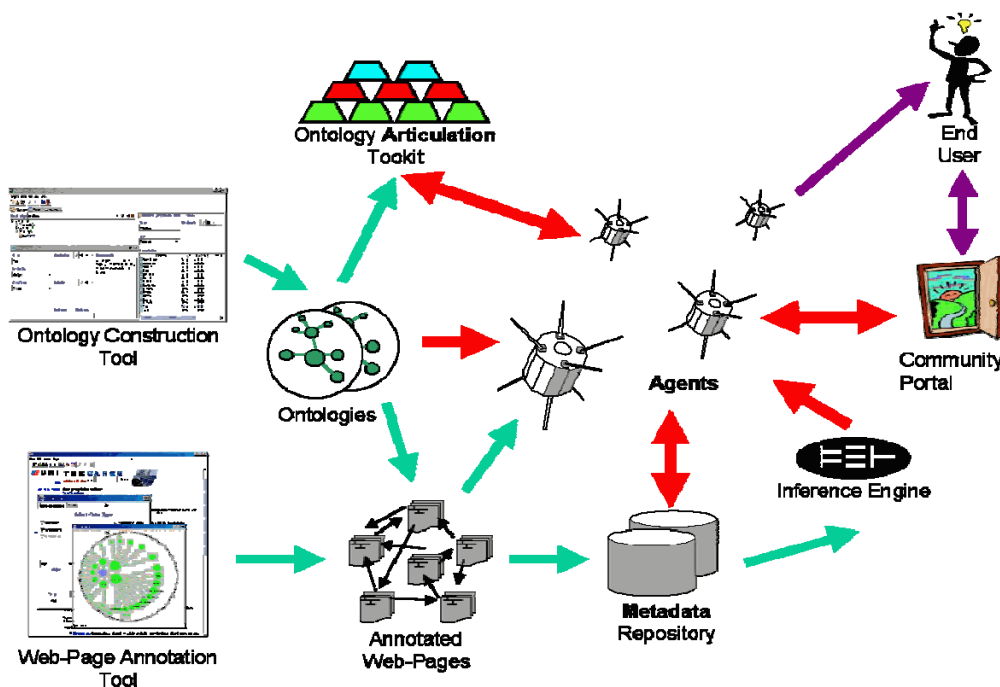 Ontology Articulation
Tookit
End
User
Ontology Construction
Tool
Ontologies
Agents
Community
Portal
Inference Engine
Metadada
Repository
Annotated
Web-Pages
Web-Page Annotation
Tool